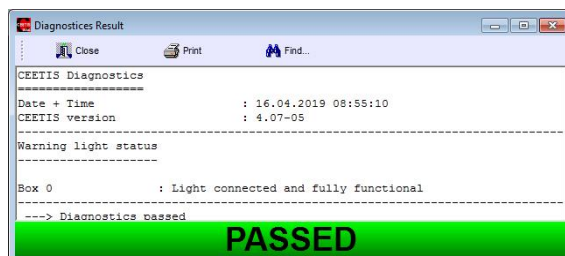 Diagnostices Result
Close Print Find...
CEETIS Diagnostics
==================
Date + Time : 16.04.2019 08:55:10
CEETIS version : 4.07-05
--------------------------------------------------------------------------------
Warning light status
--------------------
Box 0 : Light connected and fully functional
--------------------------------------------------------------------------------
---> Diagnostics passed
PASSED